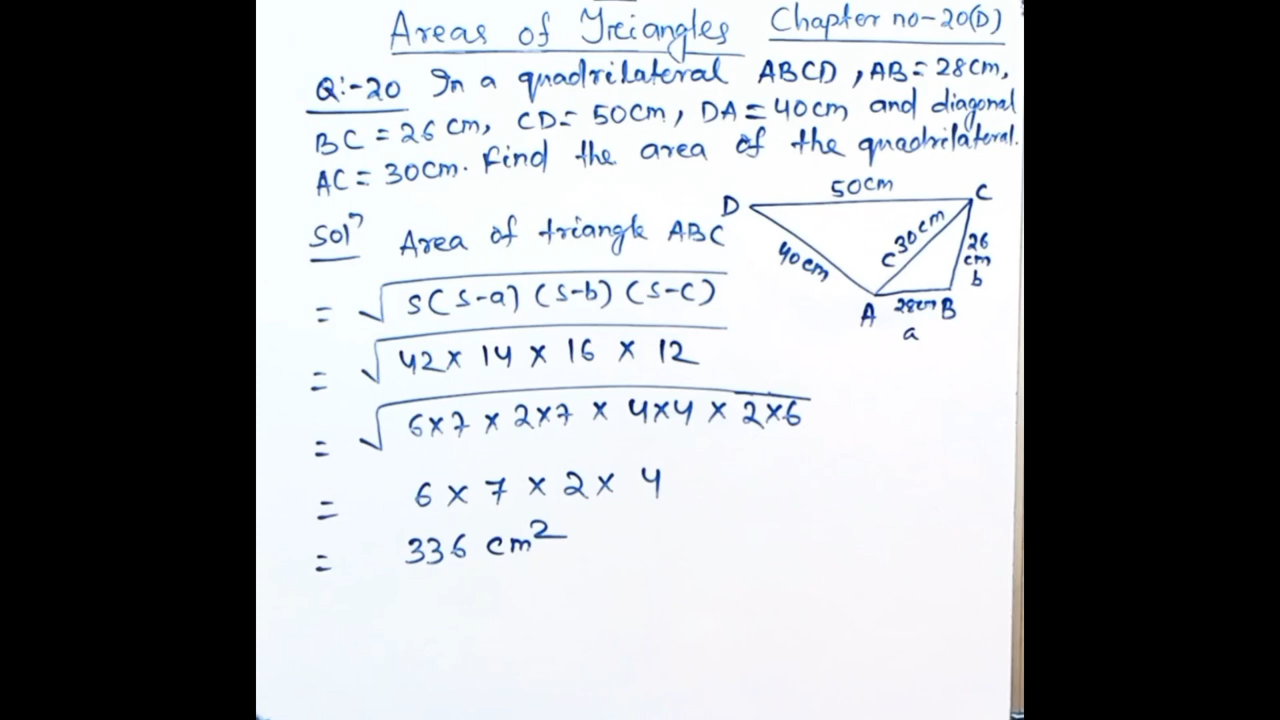 Areas of Treiangles Chapter no-20(D)
Q:-20 In a quadrilateral ABCD, AB=28cm,
BC = 26 cm, CD= 50cm, DA=40cm and diagonal
AC = 30cm. Find the area of the quadrilateral.
Solⁿ Area of triangle ABC
= √s(s-a) (s-b) (s-c)
= √42× 14 × 16 × 12
= √6×7 × 2×7 × 4×4 × 2×6
= 6 × 7 × 2× 4
= 336 cm²
D 50cm C
40cm C 30cm 26 cm b
A 28cm B
a